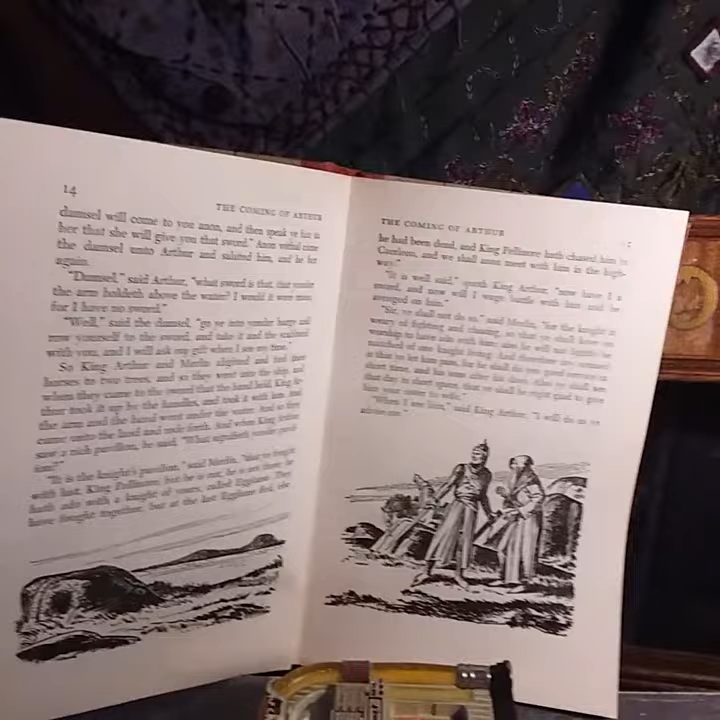 14
THE COMING OF ARTHUR
damsel will come to you anon, and then speak ye fair to
her that she will give you that sword." Anon withal came
the damsel unto Arthur and saluted him, and he her
again.
"Damsel," said Arthur, "what sword is that, that yonder
the arm holdeth above the water? I would it were mine,
for I have no sword."
"Well," said the damsel, "go ye into yonder barge and
row yourself to the sword, and take it and the scabbard
with you, and I will ask my gift when I see my time."
So King Arthur and Merlin alighted and tied their
horses to two trees, and so they went into the ship, and
when they came to the sword that the hand held, King Ar-
thur took it up by the handles, and took it with him. And
the arm and the hand went under the water. And so they
came unto the land and rode forth. And when King Arthur
saw a rich pavilion, he said, "What signifieth yonder pavil-
ion?"
"It is the knight's pavilion," said Merlin, "that ye fought
with last, King Pellinore, but he is out, he is not there; he
hath ado with a knight of yours, called Egglame. They
have fought together, but at the last Egglame fled, else
THE COMING OF ARTHUR
he had been dead, and King Pellinore hath chased him to
Caerleon, and we shall anon meet with him in the high-
way."
"It is well said," quoth King Arthur, "now have I a
sword, and now will I wage battle with him and be
avenged on him."
"Sir, ye shall not do so," said Merlin, "for the knight is
weary of fighting and chasing, so that ye shall have no
worship to have ado with him; also he will not lightly be
matched of one knight living. And therefore my counsel
is that ye let him pass, for he shall do you good service in
short time, and his sons after his days. Also ye shall see
that day in short space, that ye shall be right glad to give
him your sister to wife."
"When I see him," said King Arthur, "I will do as ye
advise me."